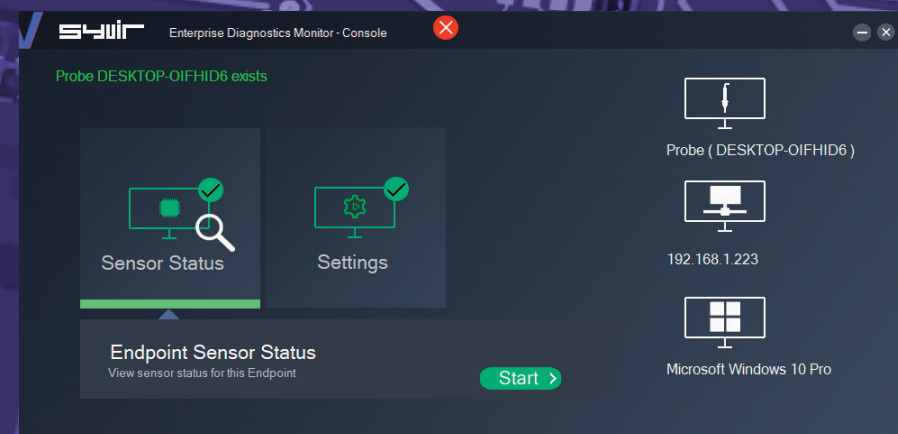 Syvir
Enterprise Diagnostics Monitor - Console
Probe DESKTOP-OIFHID6 exists
Sensor Status
Settings
Endpoint Sensor Status
View sensor status for this Endpoint
Start
Probe ( DESKTOP-OIFHID6 )
192.168.1.223
Microsoft Windows 10 Pro